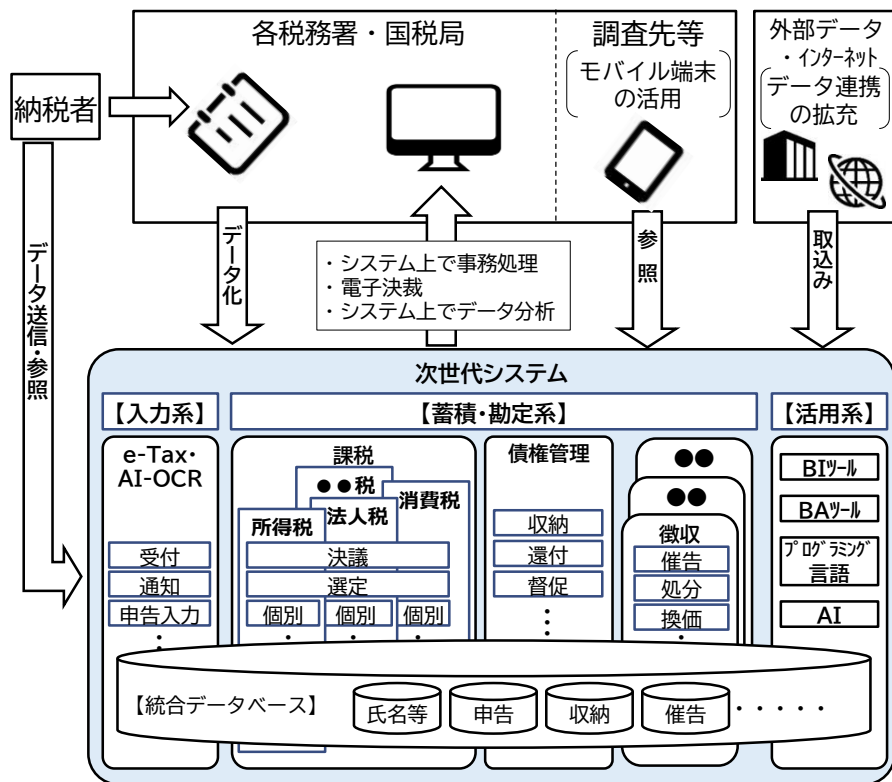 各税務署・国税局
調査先等
モバイル端末
の活用
外部データ
・インターネット
データ連携
の拡充
納税者
データ送信・参照
データ化
・システム上で事務処理
・電子決裁
・システム上でデータ分析
参照
取込み
次世代システム
【入力系】
【蓄積・勘定系】
【活用系】
e-Tax・
AI-OCR
受付
通知
申告入力
課税
●●税
消費税
法人税
所得税
決議
選定
個別
個別
個別
債権管理
収納
還付
督促
●●
●●
徴収
催告
処分
換価
BIツール
BAツール
プログラミング
言語
AI
【統合データベース】
氏名等
申告
収納
催告
・・・・・